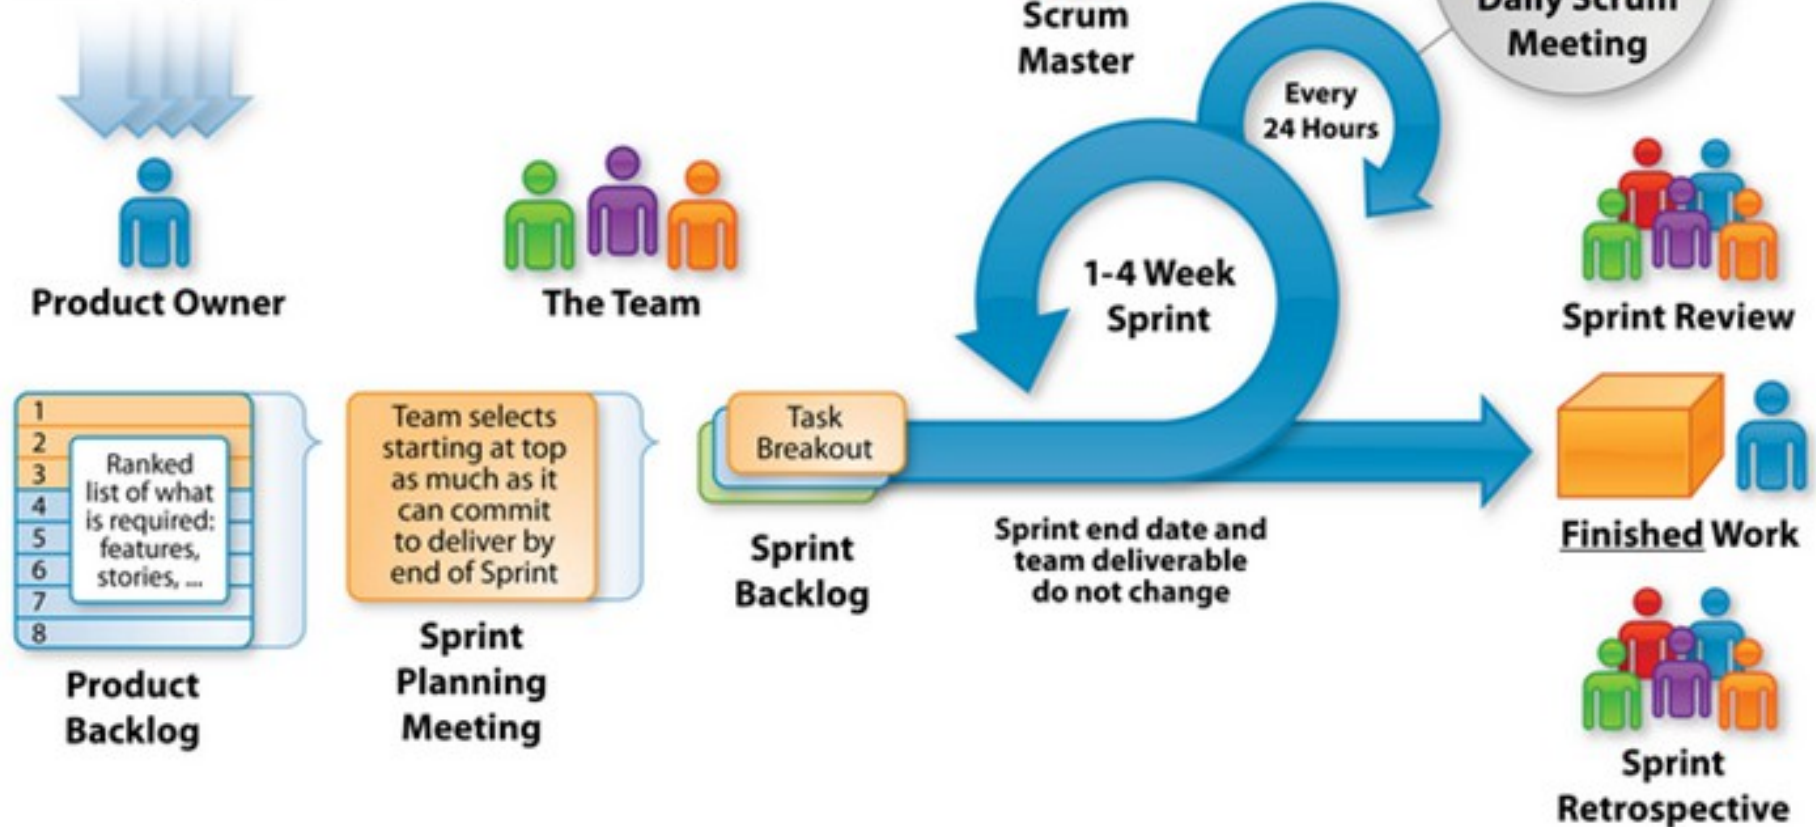 Scrum
Master
Daily Scrum
Meeting
Every
24 Hours
Product Owner
The Team
1-4 Week
Sprint
Sprint Review
1
2
3
4
5
6
7
8
Ranked
list of what
is required:
features,
stories, ...
Product
Backlog
Team selects
starting at top
as much as it
can commit
to deliver by
end of Sprint
Sprint
Planning
Meeting
Task
Breakout
Sprint
Backlog
Sprint end date and
team deliverable
do not change
Finished Work
Sprint
Retrospective